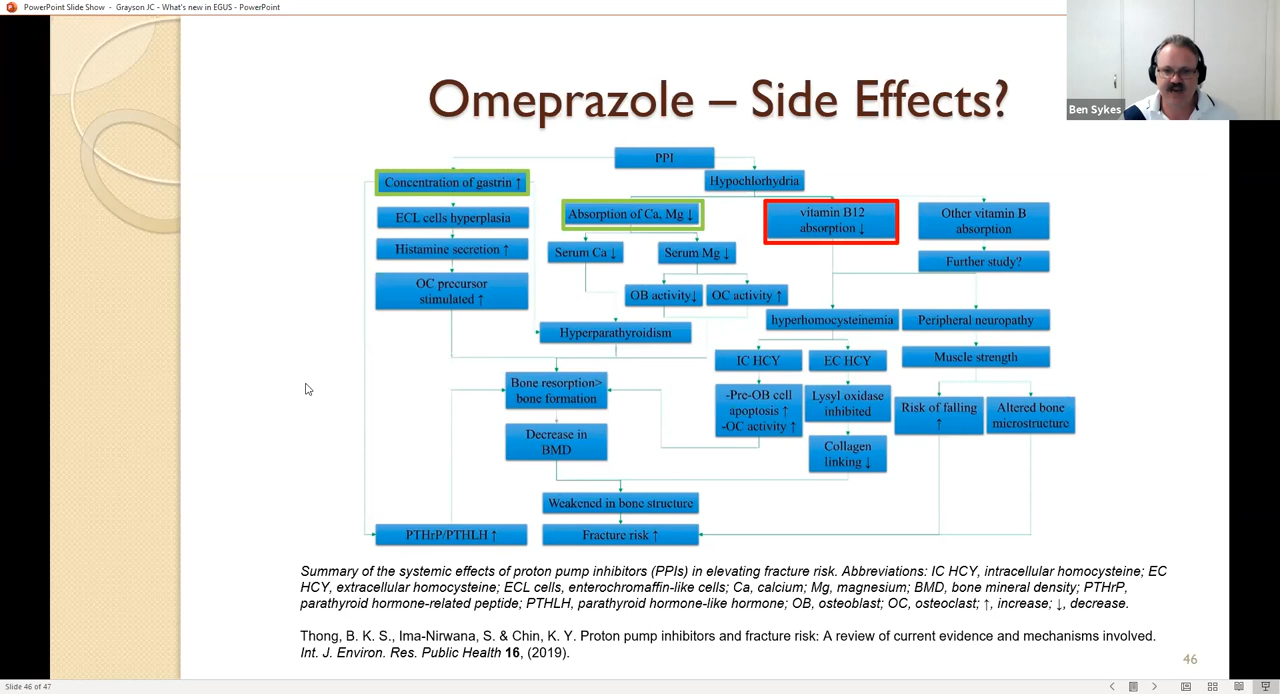 PowerPoint Slide Show - Grayson JC - What's new in EGUS - PowerPoint
Ben Sykes
Omeprazole – Side Effects?
PPI
Concentration of gastrin ↑
Hypochlorhydria
ECL cells hyperplasia
Absorption of Ca, Mg ↓
vitamin B12
absorption ↓
Other vitamin B
absorption
Histamine secretion ↑
Serum Ca ↓
Serum Mg ↓
Further study?
OC precursor
stimulated ↑
OB activity↓
OC activity ↑
Hyperparathyroidism
hyperhomocysteinemia
Peripheral neuropathy
IC HCY
EC HCY
Muscle strength
Bone resorption>
bone formation
-Pre-OB cell
apoptosis ↑
-OC activity ↑
Lysyl oxidase
inhibited
Risk of falling
↑
Altered bone
microstructure
Decrease in
BMD
Collagen
linking ↓
Weakened in bone structure
PTHrP/PTHLH ↑
Fracture risk ↑
Summary of the systemic effects of proton pump inhibitors (PPIs) in elevating fracture risk. Abbreviations: IC HCY, intracellular homocysteine; EC
HCY, extracellular homocysteine; ECL cells, enterochromaffin-like cells; Ca, calcium; Mg, magnesium; BMD, bone mineral density; PTHrP,
parathyroid hormone-related peptide; PTHLH, parathyroid hormone-like hormone; OB, osteoblast; OC, osteoclast; ↑, increase; ↓, decrease.
Thong, B. K. S., Ima-Nirwana, S. & Chin, K. Y. Proton pump inhibitors and fracture risk: A review of current evidence and mechanisms involved.
Int. J. Environ. Res. Public Health 16, (2019).
46
Slide 46 of 47